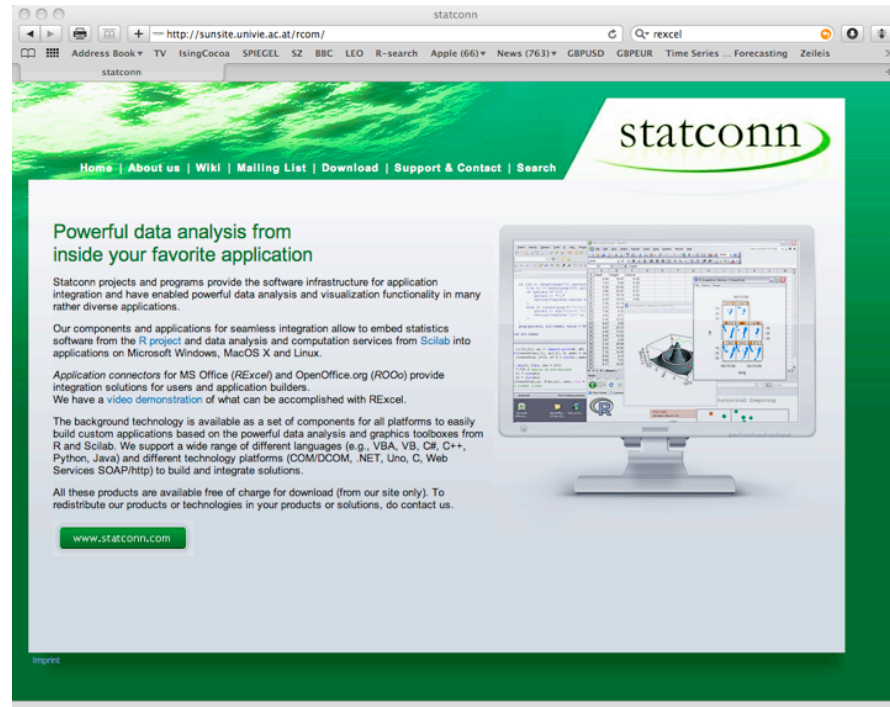 statconn
http://sunsite.univie.ac.at/rcom/
rexcel
Address Book TV IsingCocoa SPIEGEL SZ BBC LEO R-search Apple (66) News (763) GBPUSD GBPEUR Time Series ... Forecasting Zeileis
statconn
statconn
Home | About us | Wiki | Mailing List | Download | Support & Contact | Search
Powerful data analysis from
inside your favorite application
Statconn projects and programs provide the software infrastructure for application
integration and have enabled powerful data analysis and visualization functionality in many
rather diverse applications.
Our components and applications for seamless integration allow to embed statistics
software from the R project and data analysis and computation services from Scilab into
applications on Microsoft Windows, MacOS X and Linux.
Application connectors for MS Office (RExcel) and OpenOffice.org (ROOo) provide
integration solutions for users and application builders.
We have a video demonstration of what can be accomplished with RExcel.
The background technology is available as a set of components for all platforms to easily
build custom applications based on the powerful data analysis and graphics toolboxes from
R and Scilab. We support a wide range of different languages (e.g., VBA, VB, C#, C++,
Python, Java) and different technology platforms (COM/DCOM, .NET, Uno, C, Web
Services SOAP/http) to build and integrate solutions.
All these products are available free of charge for download (from our site only). To
redistribute our products or technologies in your products or solutions, do contact us.
www.statconn.com
Imprint